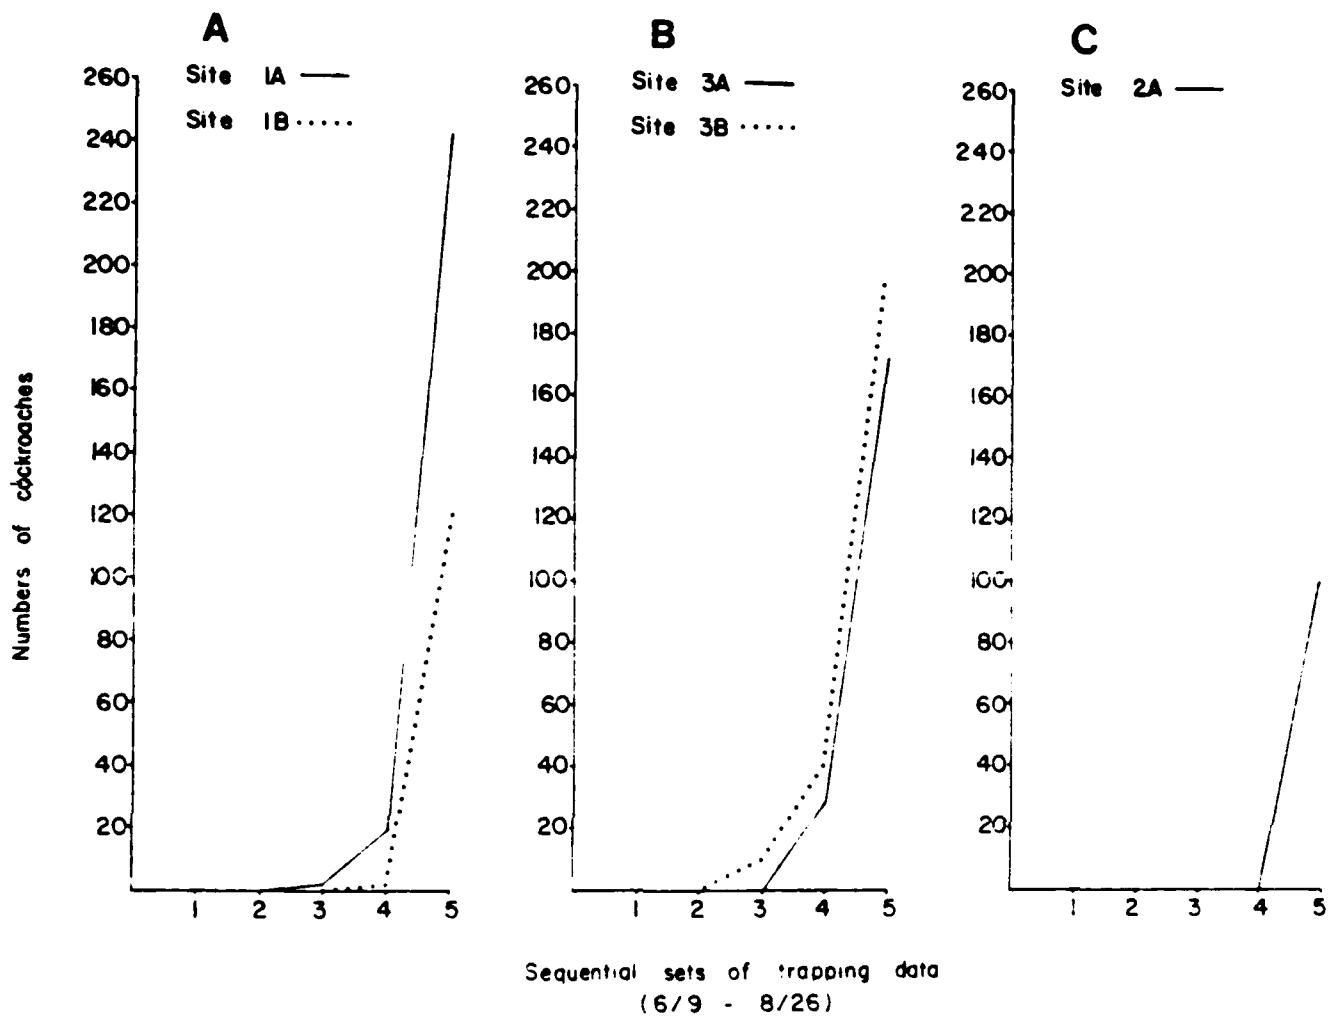 A
Site 1A
Site 1B
260
240
220
200
180
160
140
120
100
80
60
40
20
1 2 3 4 5
B
Site 3A
Site 3B
260
240
220
200
180
160
140
120
100
80
60
40
20
1 2 3 4 5
C
Site 2A
260
240
220
200
180
160
140
120
100
80
60
40
20
1 2 3 4 5
Numbers of cockroaches
Sequential sets of trapping data
(6/9 - 8/26)